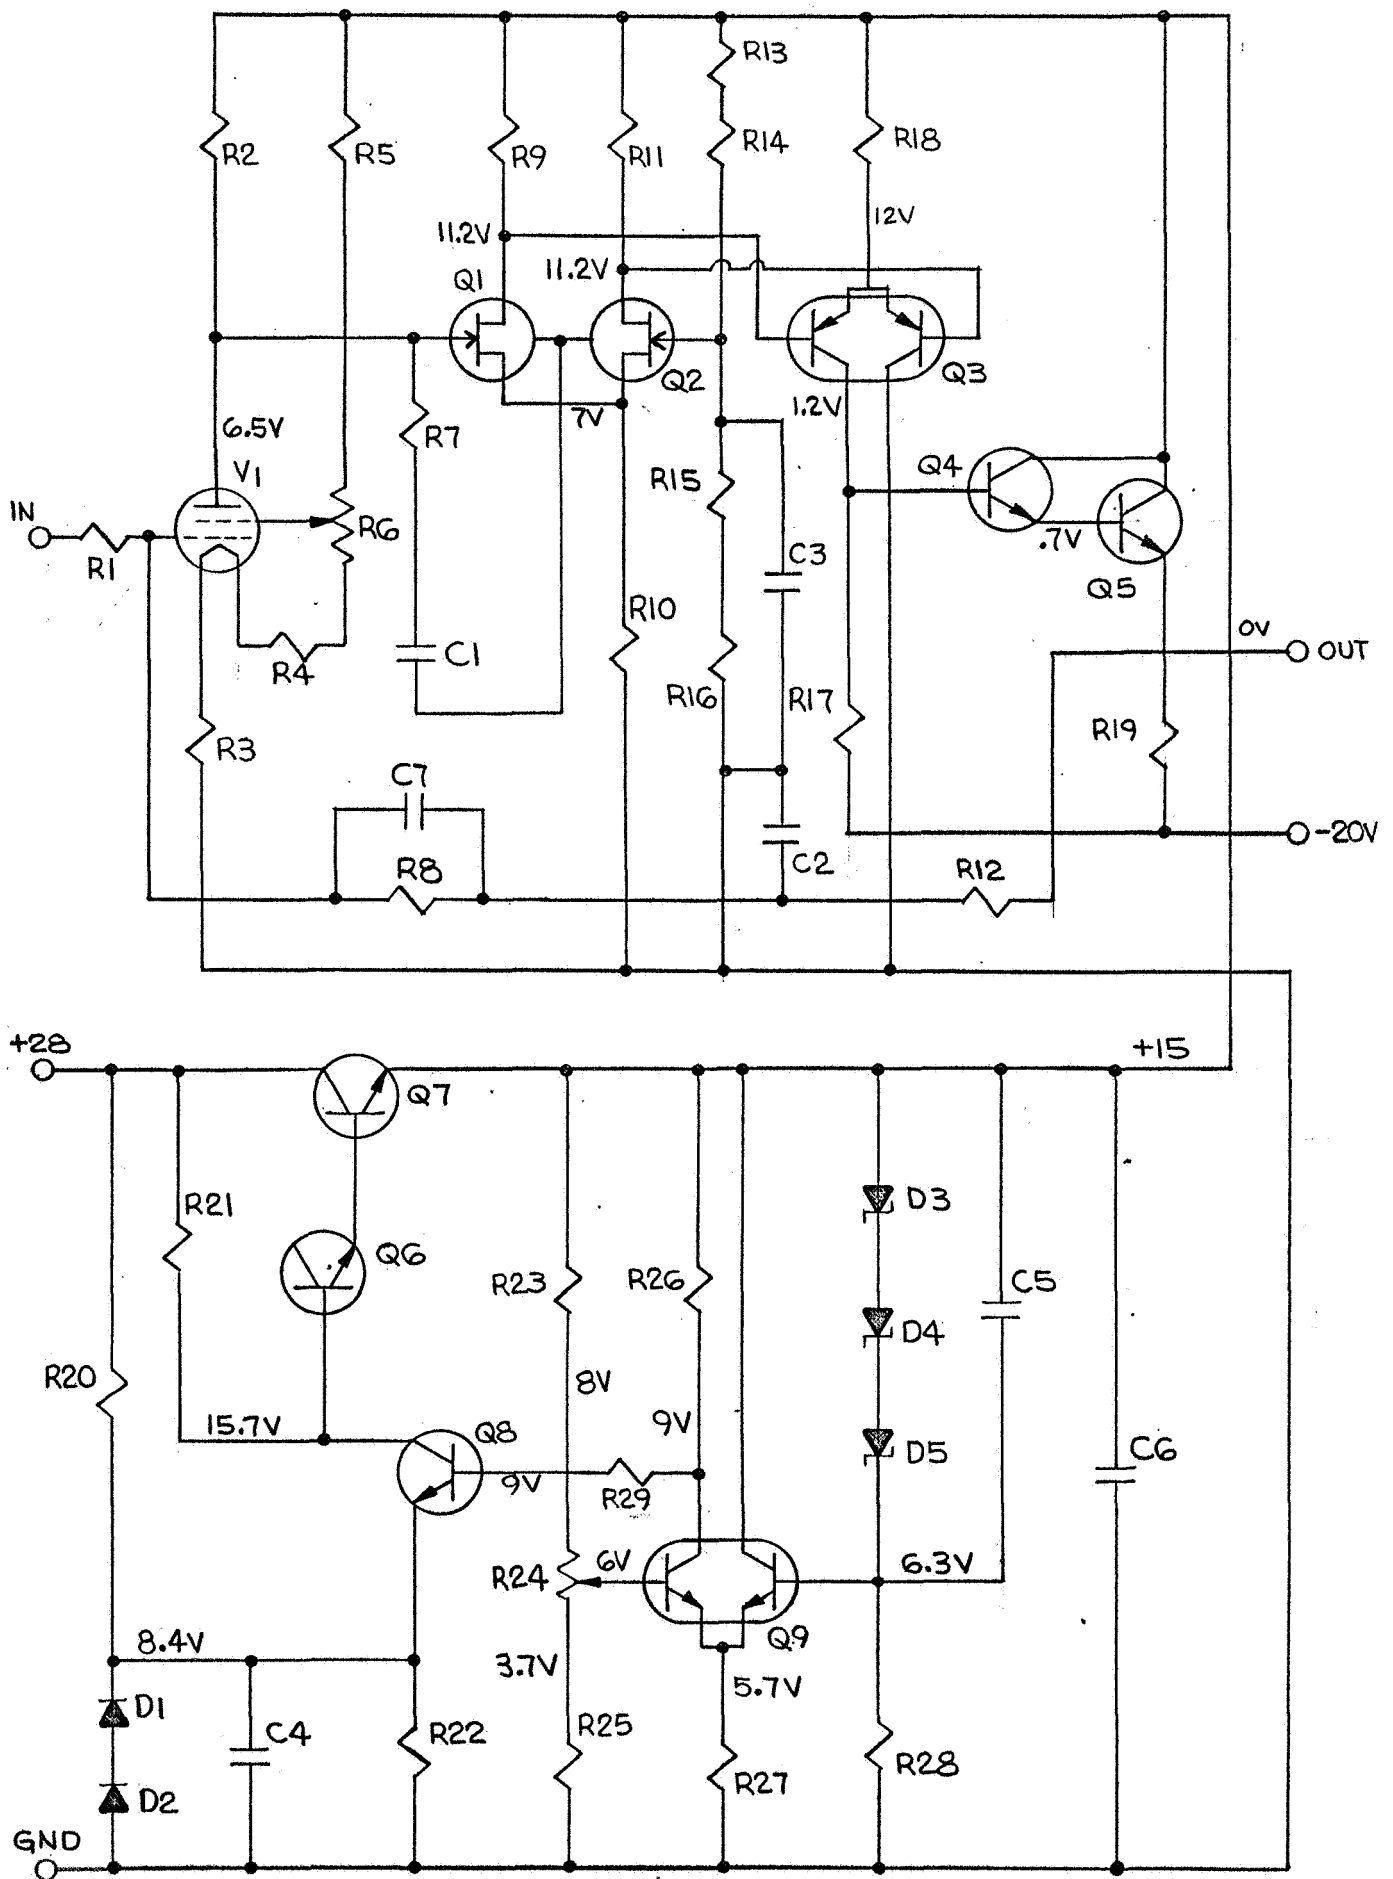 R13
R2
R5
R9
R11
R14
R18
12V
11.2V
11.2V
Q1
Q2
Q3
7V
1.2V
6.5V
R7
V1
Q4
R15
IN
R6
.7V
R1
C3
Q5
R10
0V
OUT
C1
R4
R16
R17
R3
R19
C7
-20V
R8
C2
R12
+28
+15
Q7
R21
D3
Q6
R23
R26
C5
D4
R20
8V
15.7V
9V
Q8
D5
C6
9V
R29
R24
6V
6.3V
8.4V
Q9
3.7V
5.7V
D1
C4
R22
R25
R27
R28
D2
GND